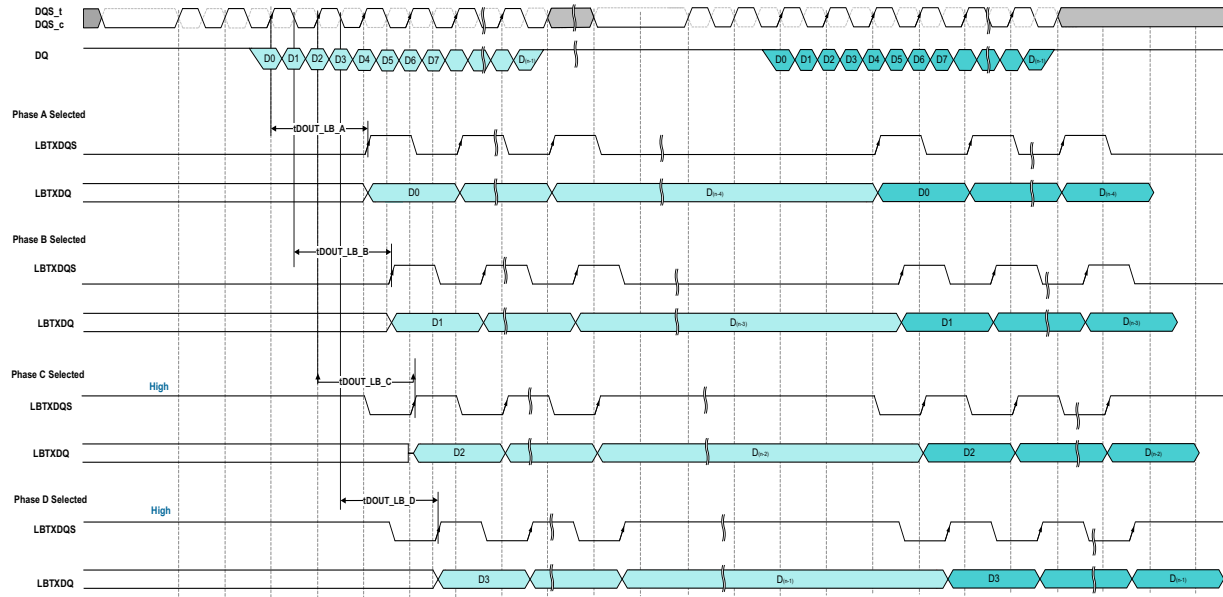 DQS_t
DQS_c
DQ D0 D1 D2 D3 D4 D5 D6 D7 D(n-1) D0 D1 D2 D3 D4 D5 D6 D7 D(n-1)
Phase A Selected
tDOUT_LB_A
LBTXDQS
LBTXDQ D0 D(n-4) D0 D(n-4)
Phase B Selected
tDOUT_LB_B
LBTXDQS
LBTXDQ D1 D(n-3) D1 D(n-3)
Phase C Selected
High tDOUT_LB_C
LBTXDQS
LBTXDQ D2 D(n-2) D2 D(n-2)
Phase D Selected
High tDOUT_LB_D
LBTXDQS
LBTXDQ D3 D(n-1) D3 D(n-1)